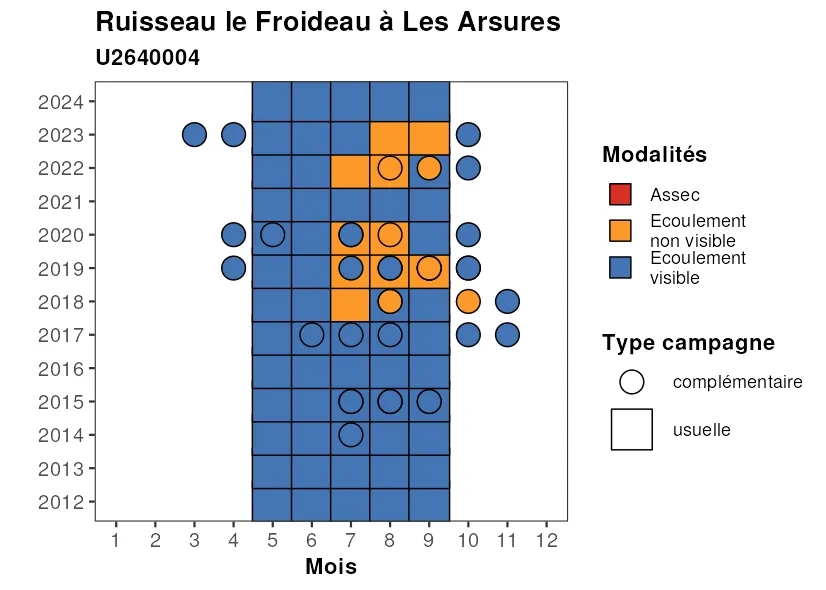 Ruisseau le Froideau à Les Arsures
U2640004
2024
2023
2022
2021
2020
2019
2018
2017
2016
2015
2014
2013
2012
1 2 3 4 5 6 7 8 9 10 11 12
Mois
Modalités
Assec
Ecoulement
non visible
Ecoulement
visible
Type campagne
complémentaire
usuelle